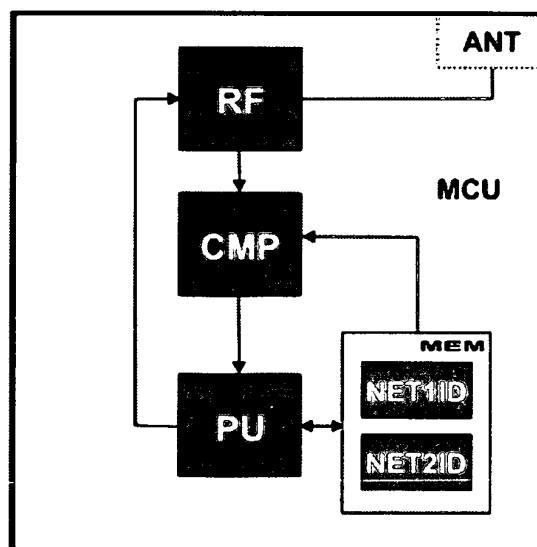 ANT
RF
MCU
CMP
MEM
NET1ID
PU
NET2ID